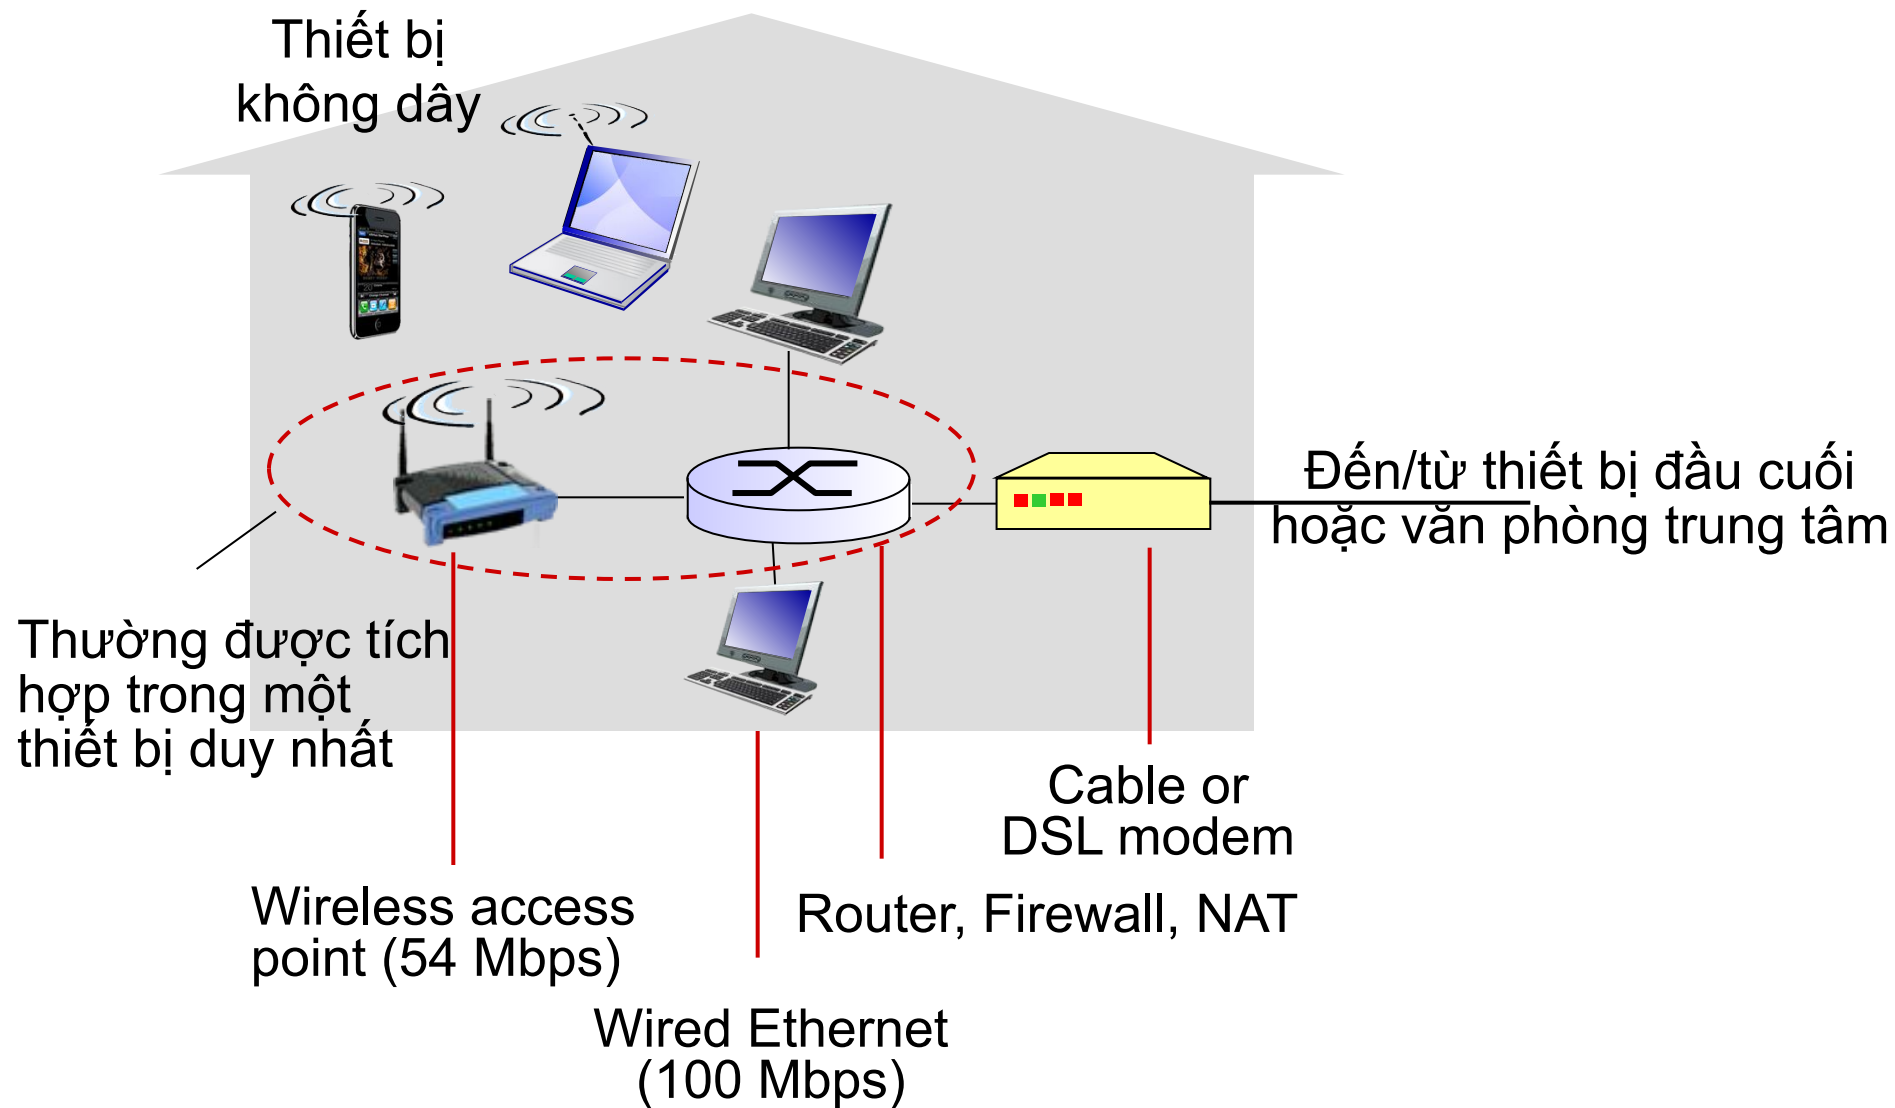 Thiết bị
không dây
Đến/từ thiết bị đầu cuối
hoặc văn phòng trung tâm
Thường được tích
hợp trong một
thiết bị duy nhất
Cable or
DSL modem
Wireless access
point (54 Mbps)
Router, Firewall, NAT
Wired Ethernet
(100 Mbps)